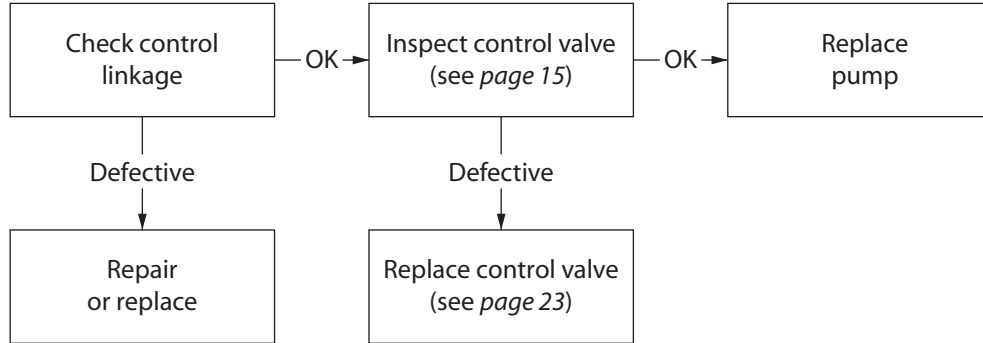 Check control
linkage
OK
Inspect control valve
(see page 15)
OK
Replace
pump
Defective
Defective
Repair
or replace
Replace control valve
(see page 23)